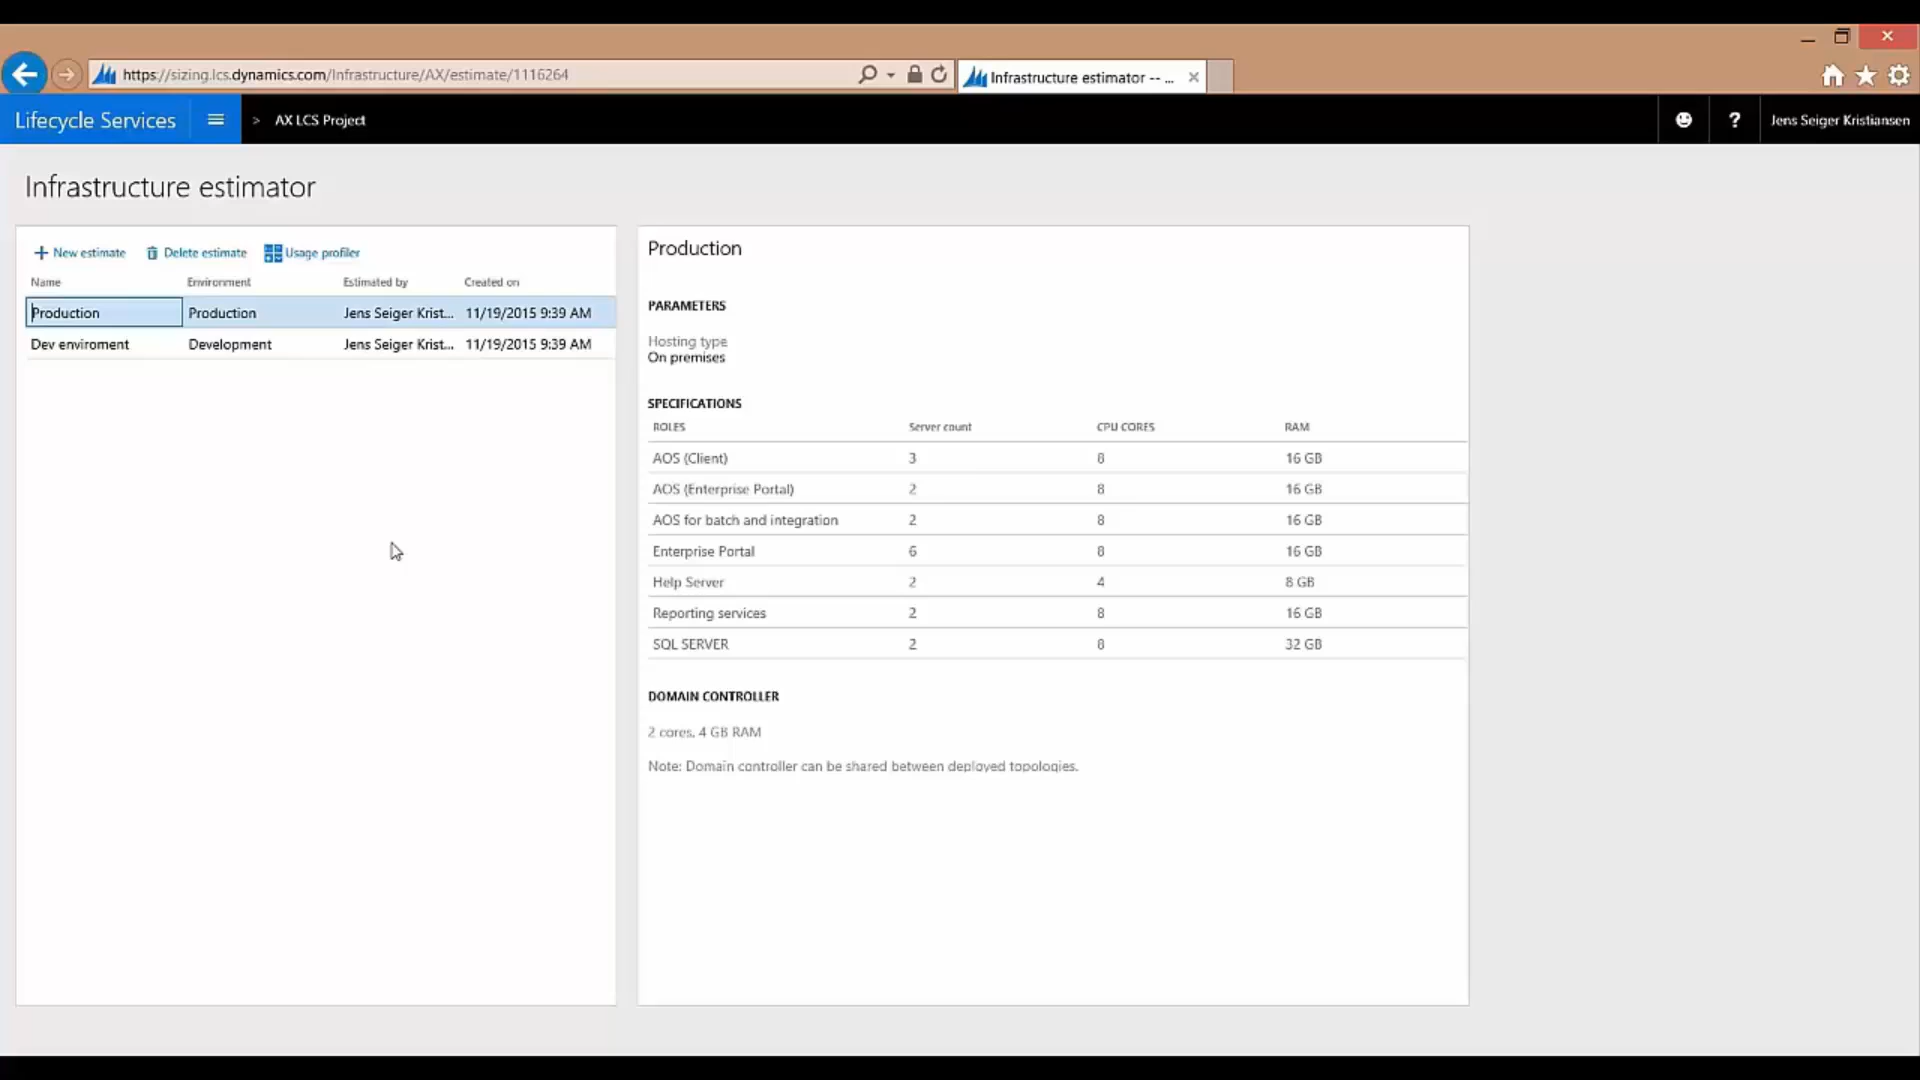 https://sizing.lcs.dynamics.com/Infrastructure/AX/estimate/1116264
Infrastructure estimator -- ...
Lifecycle Services > AX LCS Project ? Jens Seiger Kristiansen
Infrastructure estimator
New estimate Delete estimate Usage profiler
Name Environment Estimated by Created on
Production Production Jens Seiger Krist... 11/19/2015 9:39 AM
Dev enviroment Development Jens Seiger Krist... 11/19/2015 9:39 AM
Production
PARAMETERS
Hosting type
On premises
SPECIFICATIONS
ROLES Server count CPU CORES RAM
AOS (Client) 3 8 16 GB
AOS (Enterprise Portal) 2 8 16 GB
AOS for batch and integration 2 8 16 GB
Enterprise Portal 6 8 16 GB
Help Server 2 4 8 GB
Reporting services 2 8 16 GB
SQL SERVER 2 8 32 GB
DOMAIN CONTROLLER
2 cores, 4 GB RAM
Note: Domain controller can be shared between deployed topologies.